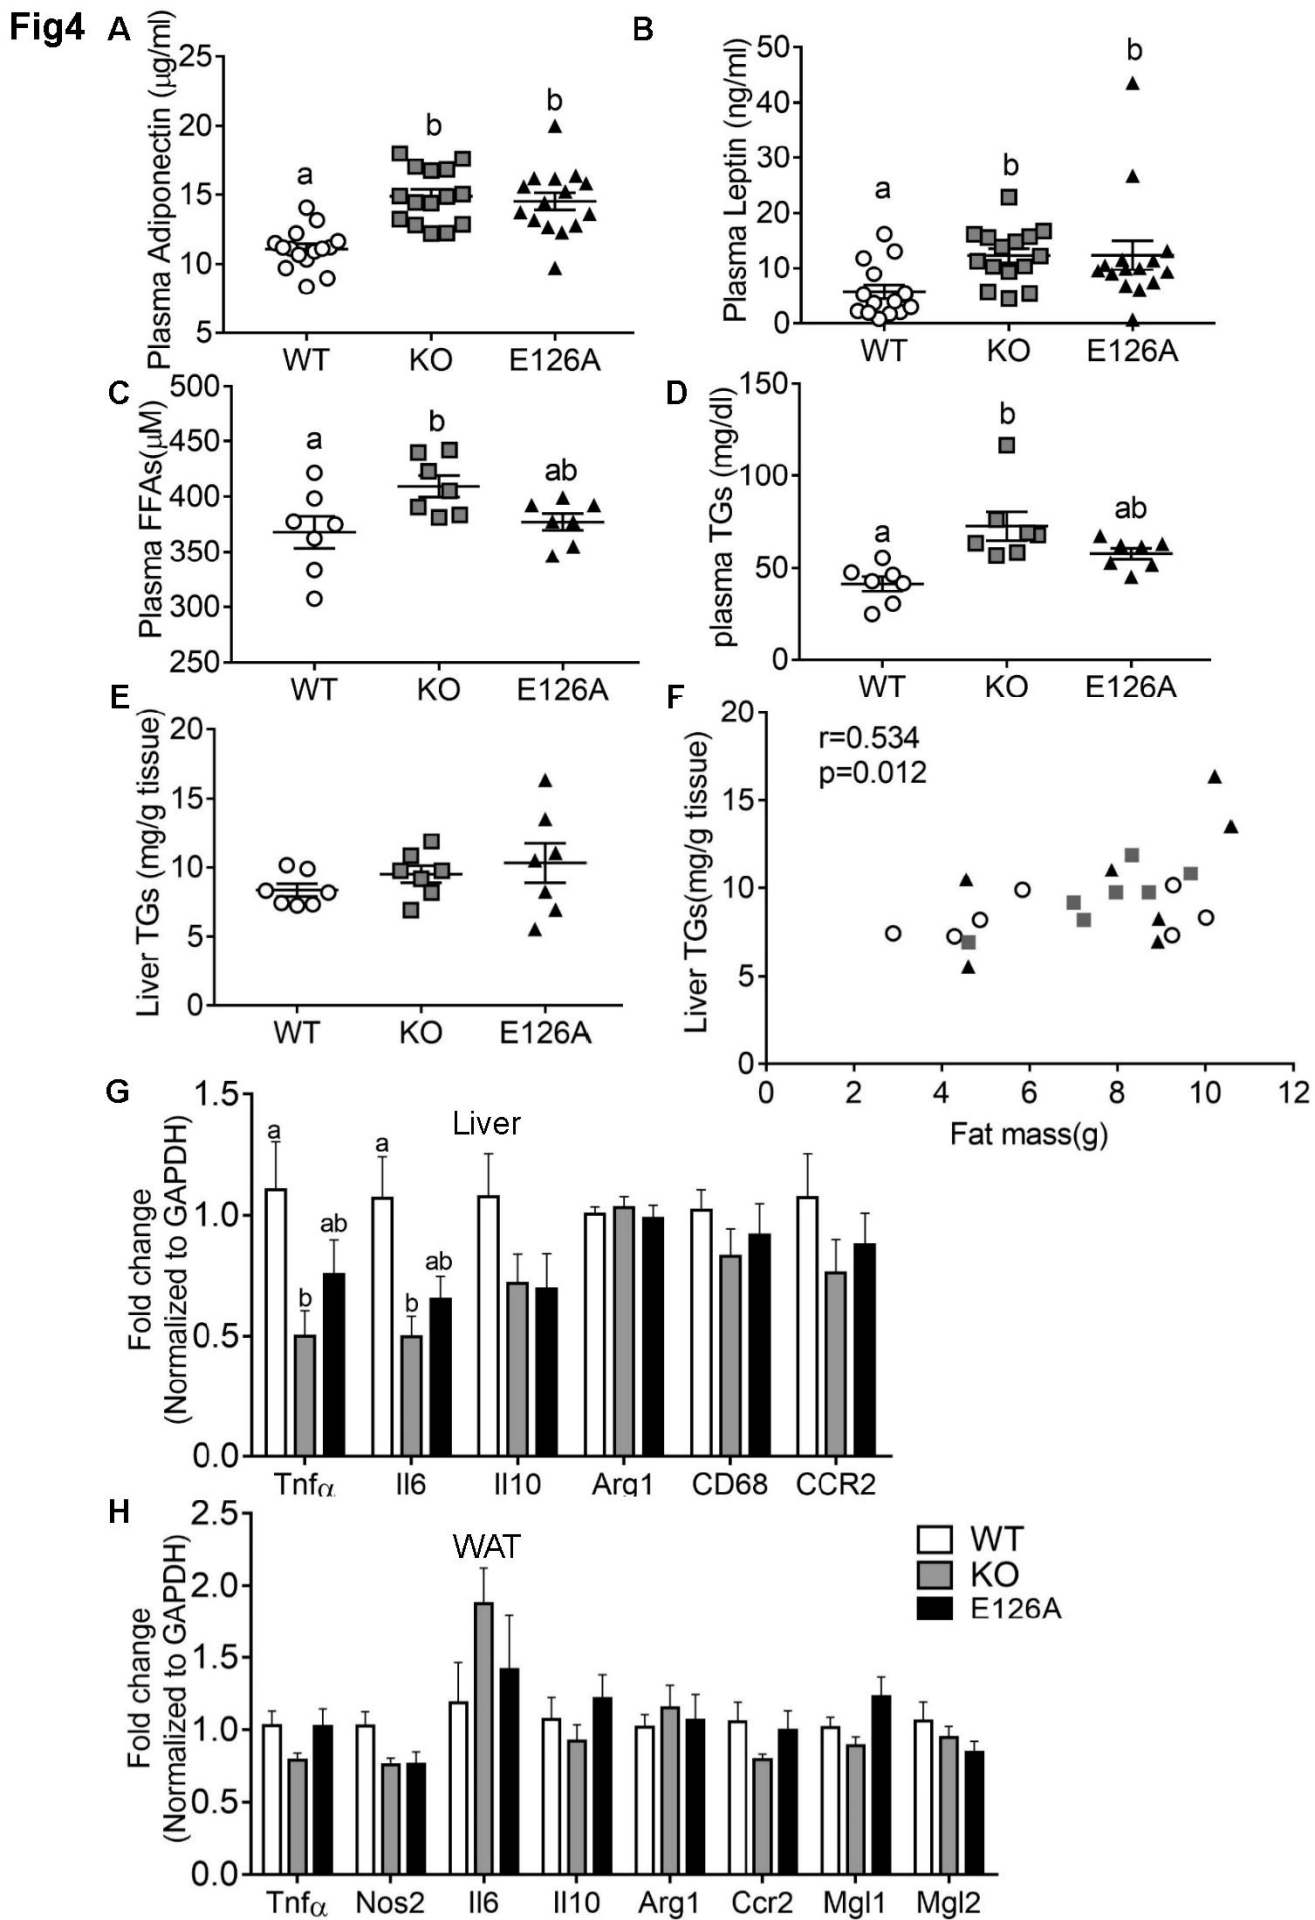 Fig4
A
Plasma Adiponectin (µg/ml)
25
20
15
10
5
a
b
b
WT
KO
E126A
B
Plasma Leptin (ng/ml)
50
40
30
20
10
0
a
b
b
WT
KO
E126A
C
Plasma FFAs(µM)
500
450
400
350
300
250
a
b
ab
WT
KO
E126A
D
plasma TGs (mg/dl)
150
100
50
0
a
b
ab
WT
KO
E126A
E
Liver TGs (mg/g tissue)
20
15
10
5
0
WT
KO
E126A
F
Liver TGs(mg/g tissue)
20
15
10
5
0
r=0.534
p=0.012
0 2 4 6 8 10 12
Fat mass(g)
G
Liver
Fold change
(Normalized to GAPDH)
1.5
1.0
0.5
0.0
a
b
ab
a
b
ab
Tnfα Il6 Il10 Arg1 CD68 CCR2
H
WAT
Fold change
(Normalized to GAPDH)
2.5
2.0
1.5
1.0
0.5
0.0
WT
KO
E126A
Tnfα Nos2 Il6 Il10 Arg1 Ccr2 Mgl1 Mgl2